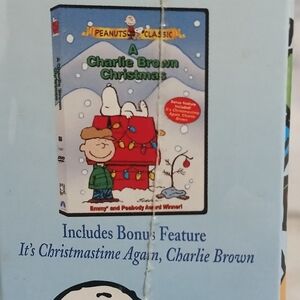 PEANUTS CLASSIC
A
Charlie Brown
Christmas
Bonus feature
included!
It's Christmastime
Again, Charlie
Brown
Emmy and Peabody Award Winner!
Includes Bonus Feature
It's Christmastime Again, Charlie Brown